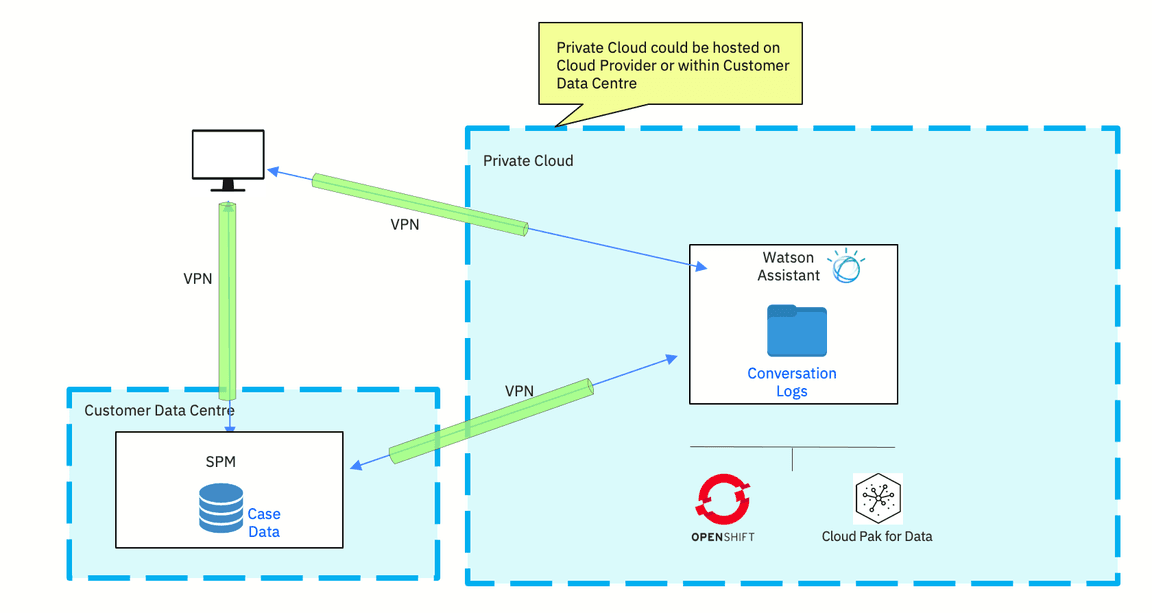 Private Cloud could be hosted on
Cloud Provider or within Customer
Data Centre
Private Cloud
VPN
Watson
Assistant
VPN
Conversation
Logs
VPN
Customer Data Centre
SPM
Case
Data
OPENSHIFT
Cloud Pak for Data